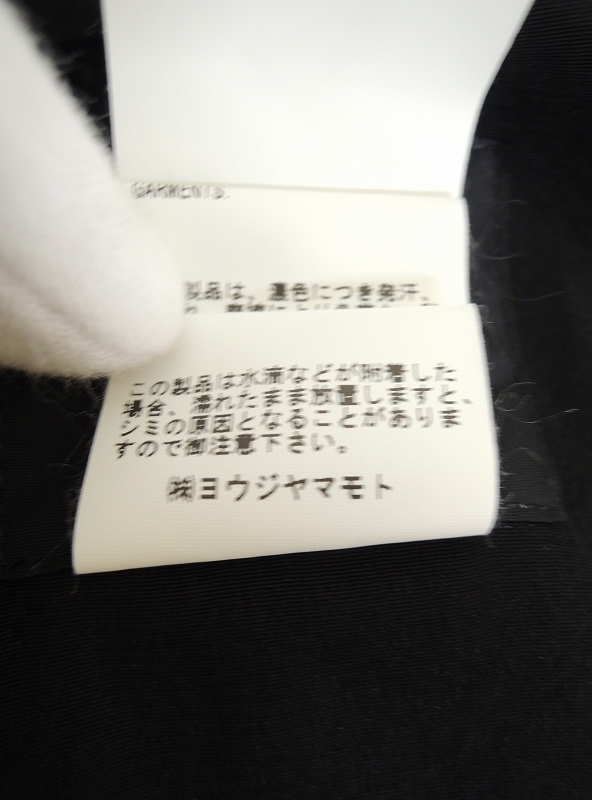 GARMENTS.
製品は、濃色につき発汗、
この製品は水滴などが附着した
場合、濡れたまま放置しますと、
シミの原因となることがありま
すので御注意下さい。
㈱ヨウジヤマモト